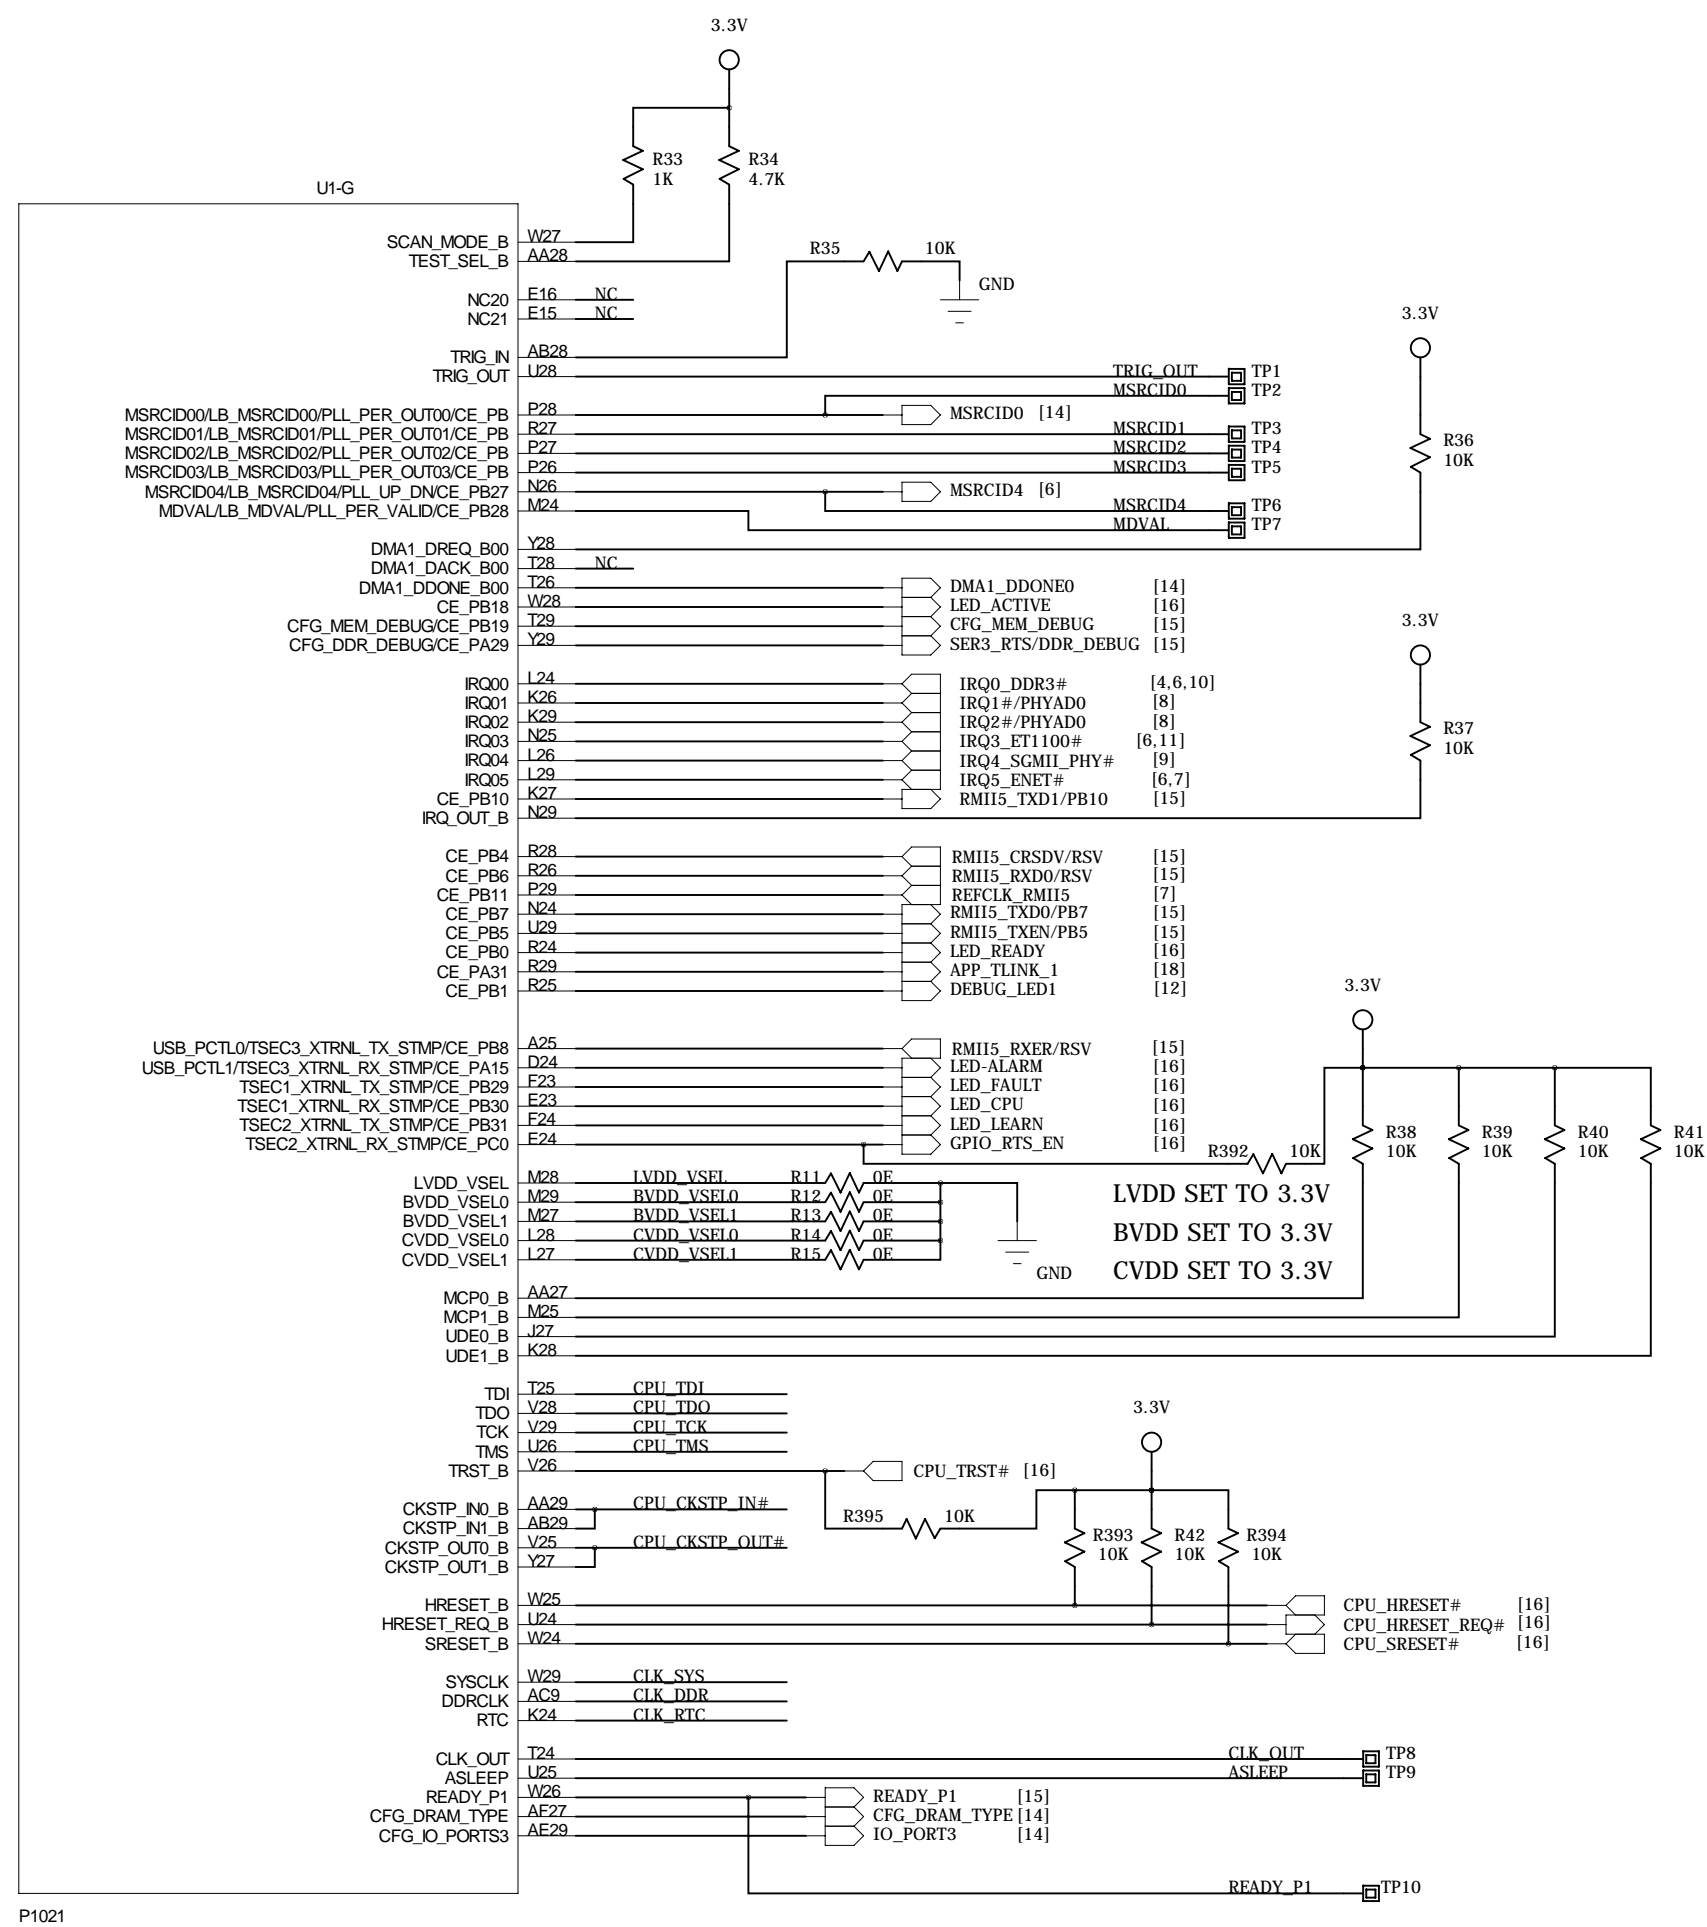 3.3V
R33
1K
R34
4.7K
U1-G
SCAN_MODE_B W27
TEST_SEL_B AA28
R35 10K
GND
NC20 E16 NC
NC21 E15 NC
3.3V
TRIG_IN AB28
TRIG_OUT U28 TRIG_OUT TP1
MSRCID0 TP2
MSRCID00/LB_MSRCID00/PLL_PER_OUT00/CE_PB P28 MSRCID0 [14]
MSRCID01/LB_MSRCID01/PLL_PER_OUT01/CE_PB R27 MSRCID1 TP3
MSRCID02/LB_MSRCID02/PLL_PER_OUT02/CE_PB P27 MSRCID2 TP4
MSRCID03/LB_MSRCID03/PLL_PER_OUT03/CE_PB P26 MSRCID3 TP5
R36
10K
MSRCID04/LB_MSRCID04/PLL_UP_DN/CE_PB27 N26 MSRCID4 [6]
MDVAL/LB_MDVAL/PLL_PER_VALID/CE_PB28 M24 MSRCID4 TP6
MDVAL TP7
DMA1_DREQ_B00 Y28
DMA1_DACK_B00 T28 NC
DMA1_DDONE_B00 T26 DMA1_DDONE0 [14]
CE_PB18 W28 LED_ACTIVE [16]
CFG_MEM_DEBUG/CE_PB19 T29 CFG_MEM_DEBUG [15]
CFG_DDR_DEBUG/CE_PA29 Y29 SER3_RTS/DDR_DEBUG [15]
3.3V
IRQ00 L24 IRQ0_DDR3# [4,6,10]
IRQ01 K26 IRQ1#/PHYAD0 [8]
IRQ02 K29 IRQ2#/PHYAD0 [8]
IRQ03 N25 IRQ3_ET1100# [6,11]
IRQ04 L26 IRQ4_SGMII_PHY# [9]
IRQ05 L29 IRQ5_ENET# [6,7]
R37
10K
CE_PB10 K27 RMII5_TXD1/PB10 [15]
IRQ_OUT_B N29
CE_PB4 R28 RMII5_CRSDV/RSV [15]
CE_PB6 R26 RMII5_RXD0/RSV [15]
CE_PB11 P29 REFCLK_RMII5 [7]
CE_PB7 N24 RMII5_TXD0/PB7 [15]
CE_PB5 U29 RMII5_TXEN/PB5 [15]
CE_PB0 R24 LED_READY [16]
CE_PA31 R29 APP_TLINK_1 [18]
CE_PB1 R25 DEBUG_LED1 [12]
3.3V
USB_PCTL0/TSEC3_XTRNL_TX_STMP/CE_PB8 A25 RMII5_RXER/RSV [15]
USB_PCTL1/TSEC3_XTRNL_RX_STMP/CE_PA15 D24 LED-ALARM [16]
TSEC1_XTRNL_TX_STMP/CE_PB29 F23 LED_FAULT [16]
TSEC1_XTRNL_RX_STMP/CE_PB30 E23 LED_CPU [16]
TSEC2_XTRNL_TX_STMP/CE_PB31 F24 LED_LEARN [16]
TSEC2_XTRNL_RX_STMP/CE_PC0 E24 GPIO_RTS_EN [16]
R392 10K
R38
10K
R39
10K
R40
10K
R41
10K
LVDD_VSEL M28 LVDD_VSEL R11 0E
BVDD_VSEL0 M29 BVDD_VSEL0 R12 0E
BVDD_VSEL1 M27 BVDD_VSEL1 R13 0E
CVDD_VSEL0 L28 CVDD_VSEL0 R14 0E
CVDD_VSEL1 L27 CVDD_VSEL1 R15 0E
GND
LVDD SET TO 3.3V
BVDD SET TO 3.3V
CVDD SET TO 3.3V
MCP0_B AA27
MCP1_B M25
UDE0_B J27
UDE1_B K28
TDI T25 CPU_TDI
TDO V28 CPU_TDO
TCK V29 CPU_TCK
TMS U26 CPU_TMS
TRST_B V26 CPU_TRST# [16]
3.3V
CKSTP_IN0_B AA29 CPU_CKSTP_IN#
CKSTP_IN1_B AB29
CKSTP_OUT0_B V25 CPU_CKSTP_OUT#
CKSTP_OUT1_B Y27
R395 10K
R393
10K
R42
10K
R394
10K
HRESET_B W25 CPU_HRESET# [16]
HRESET_REQ_B U24 CPU_HRESET_REQ# [16]
SRESET_B W24 CPU_SRESET# [16]
SYSCLK W29 CLK_SYS
DDRCLK AC9 CLK_DDR
RTC K24 CLK_RTC
CLK_OUT T24 CLK_OUT TP8
ASLEEP U25 ASLEEP TP9
READY_P1 W26 READY_P1 [15]
CFG_DRAM_TYPE AF27 CFG_DRAM_TYPE [14]
CFG_IO_PORTS3 AE29 IO_PORT3 [14]
READY_P1 TP10
P1021